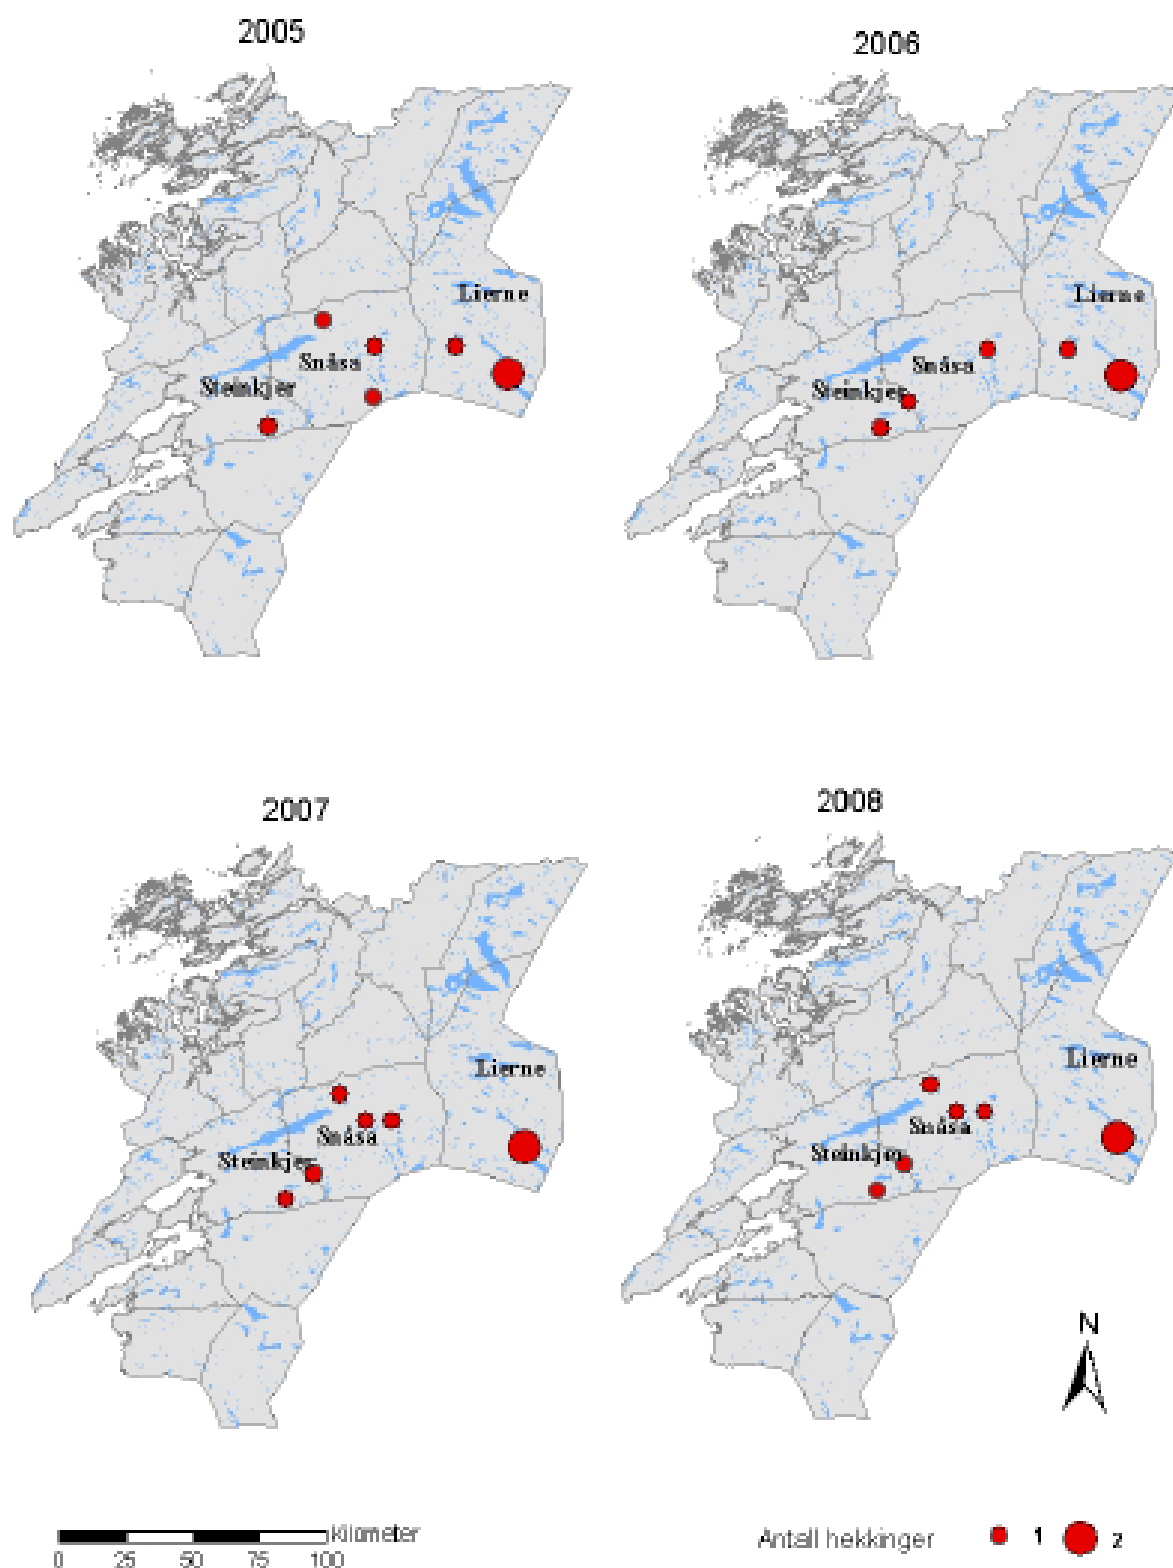 2005
2006
Lierne
Snåsa
Steinkjer
Lierne
Snåsa
Steinkjer
2007
2008
Lierne
Snåsa
Steinkjer
Lierne
Snåsa
Steinkjer
N
kilometer
0 25 50 75 100
Antall hekkinger 1 2